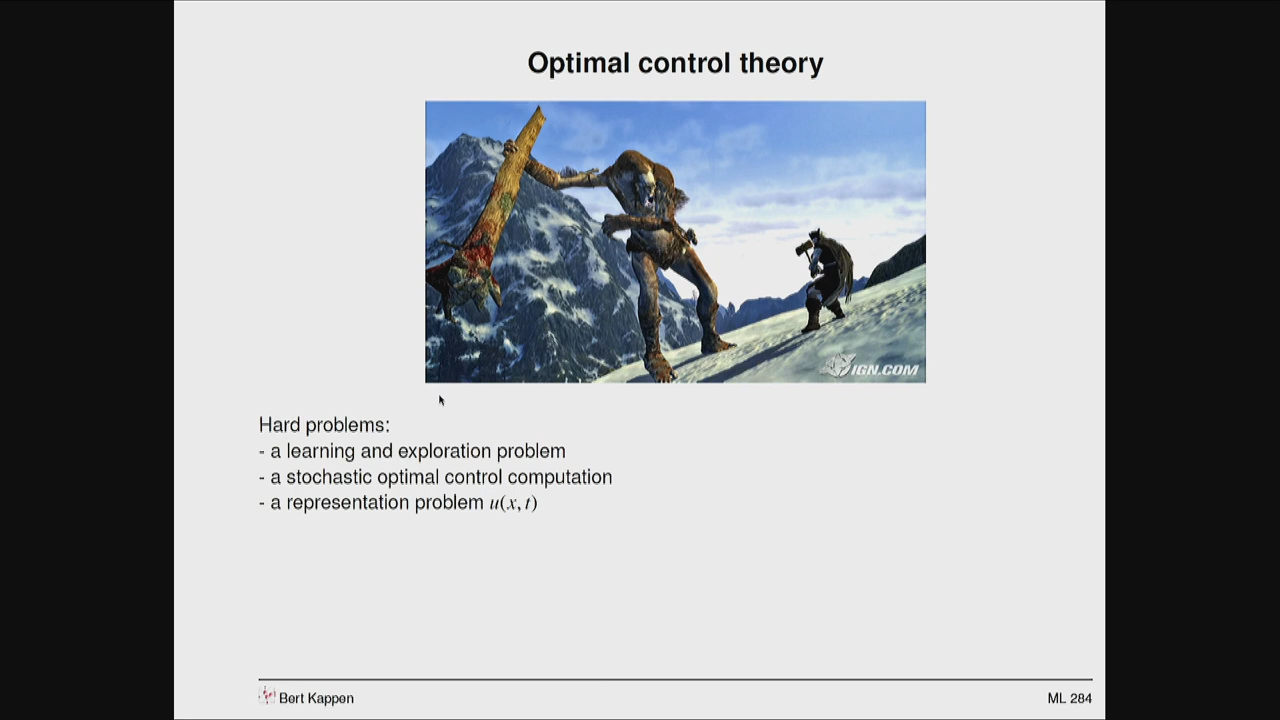 Optimal control theory
IGN.COM
Hard problems:
- a learning and exploration problem
- a stochastic optimal control computation
- a representation problem u(x, t)
Bert Kappen
ML 284